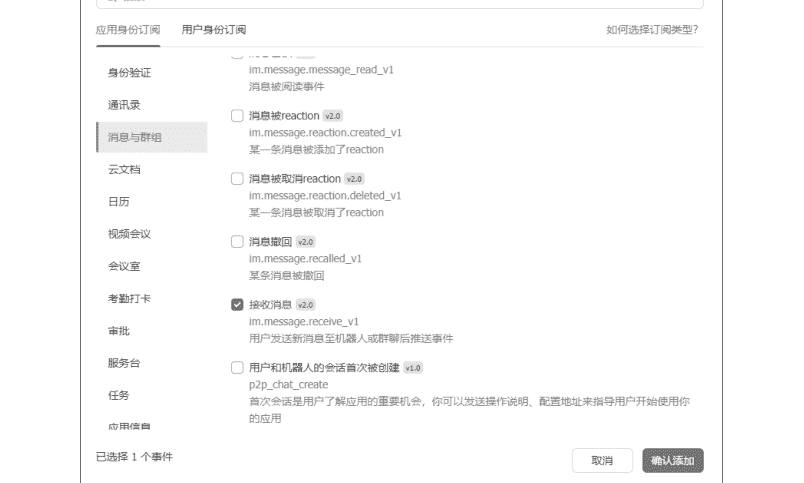 应用身份订阅
用户身份订阅
如何选择订阅类型?
身份验证
通讯录
消息与群组
云文档
日历
视频会议
会议室
考勤打卡
审批
服务台
任务
应用信息
im.message.message_read_v1
消息被阅读事件
消息被reaction v2.0
im.message.reaction.created_v1
某一条消息被添加了reaction
消息被取消reaction v2.0
im.message.reaction.deleted_v1
某一条消息被取消了reaction
消息撤回 v2.0
im.message.recalled_v1
某条消息被撤回
接收消息 v2.0
im.message.receive_v1
用户发送新消息至机器人或群聊后推送事件
用户和机器人的会话首次被创建 v1.0
p2p_chat_create
首次会话是用户了解应用的重要机会，你可以发送操作说明、配置地址来指导用户开始使用你
的应用
已选择 1 个事件
取消
确认添加